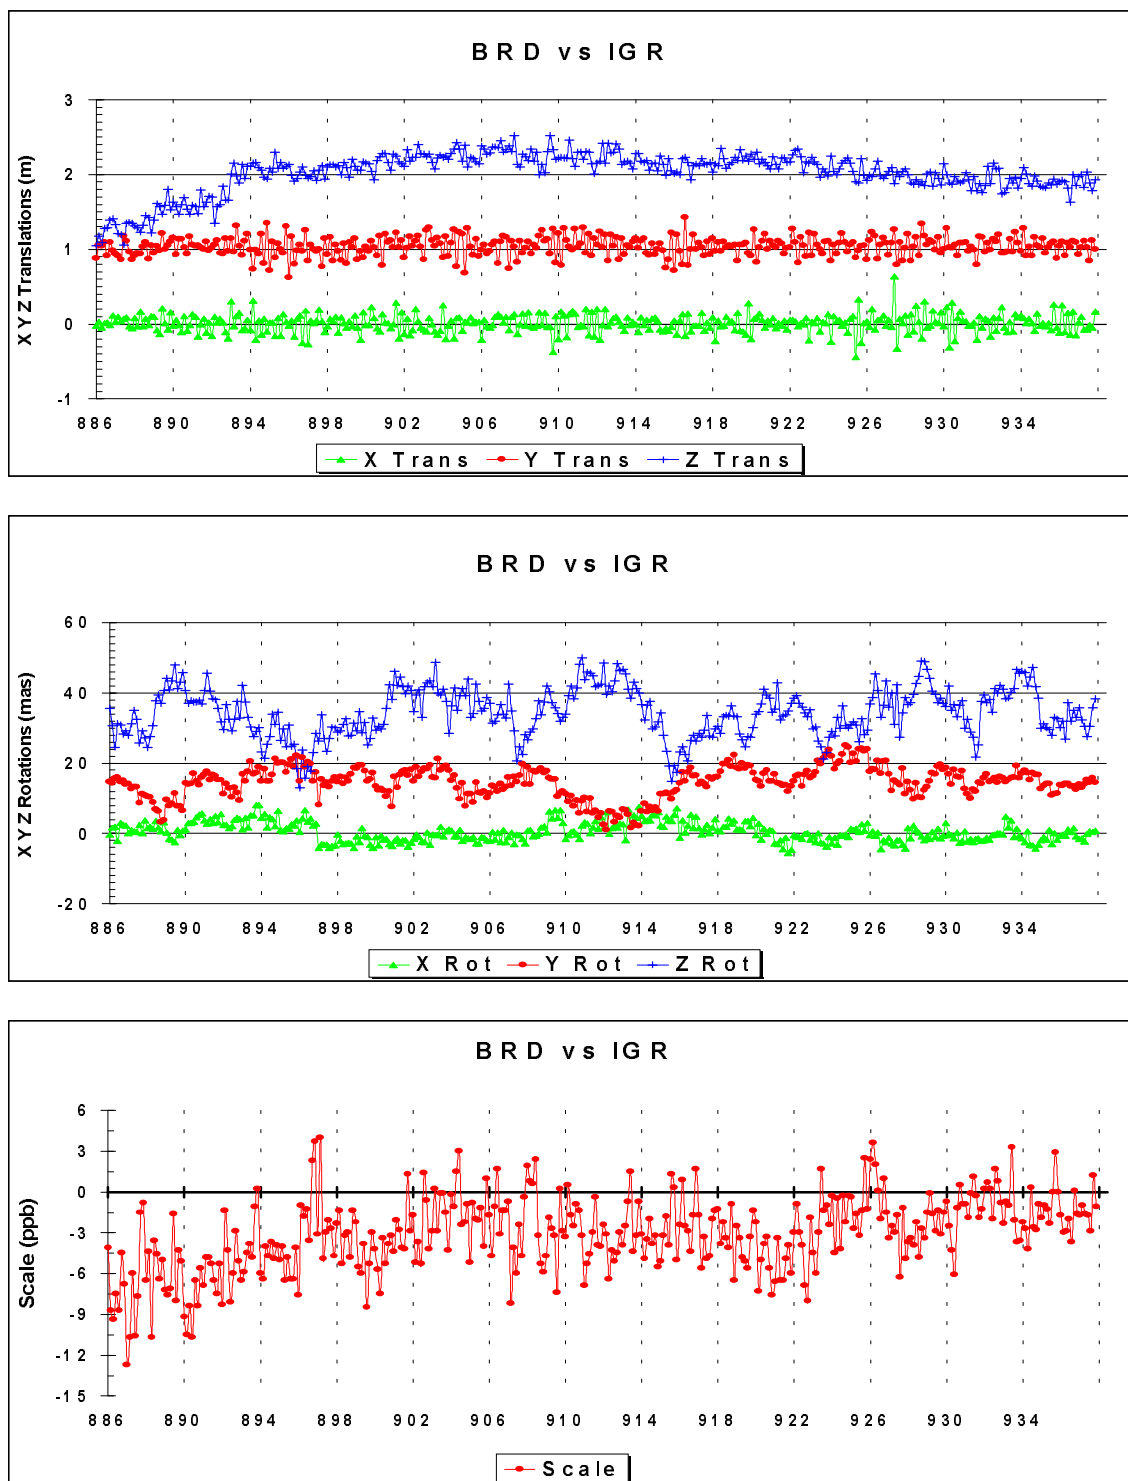 BRD vs IGR
X Y Z Translations (m)
3
2
1
0
-1
886 890 894 898 902 906 910 914 918 922 926 930 934
X Trans Y Trans Z Trans
BRD vs IGR
X Y Z Rotations (mas)
60
40
20
0
-20
886 890 894 898 902 906 910 914 918 922 926 930 934
X Rot Y Rot Z Rot
BRD vs IGR
Scale (ppb)
6
3
0
-3
-6
-9
-12
-15
886 890 894 898 902 906 910 914 918 922 926 930 934
Scale